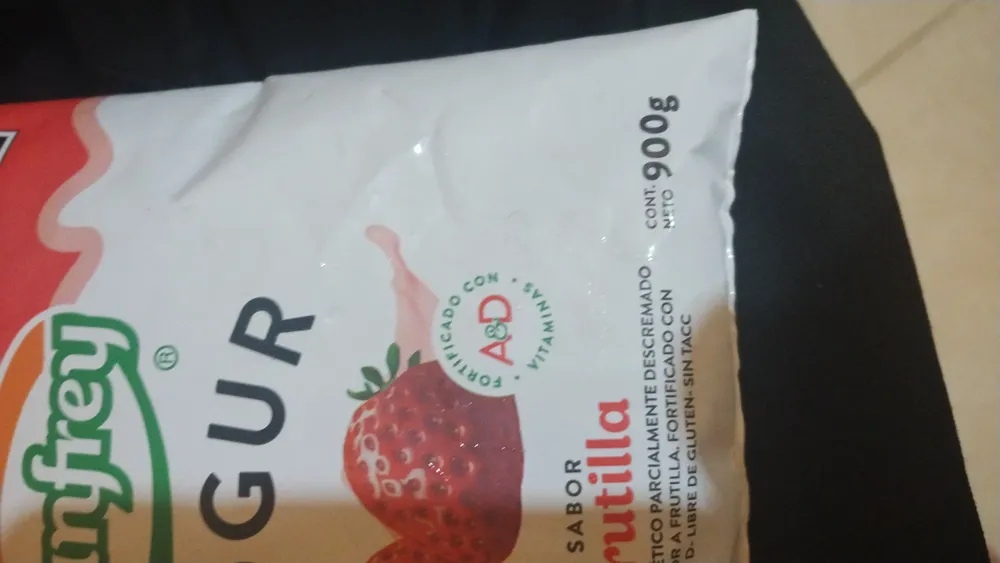 mfrey®
GUR
FORTIFICADO CON
A&D
VITAMINAS
SABOR
rutilla
ÉTICO PARCIALMENTE DESCREMADO
OR A FRUTILLA. FORTIFICADO CON
D- LIBRE DE GLUTEN- SIN TACC
CONT.
NETO 900g